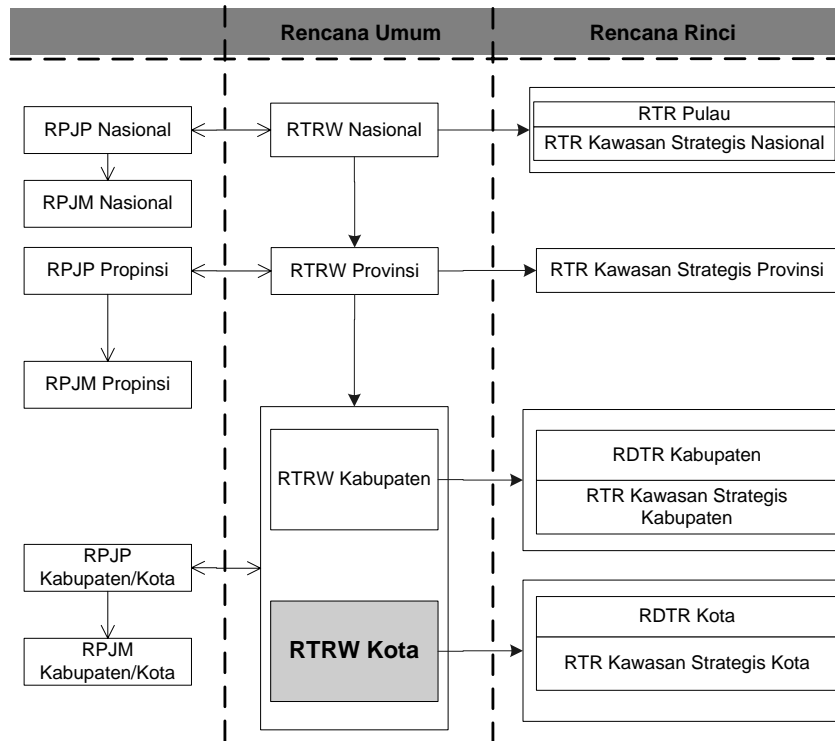 Rencana Umum
Rencana Rinci
RPJP Nasional
RTRW Nasional
RTR Pulau
RTR Kawasan Strategis Nasional
RPJM Nasional
RPJP Propinsi
RTRW Provinsi
RTR Kawasan Strategis Provinsi
RPJM Propinsi
RTRW Kabupaten
RDTR Kabupaten
RTR Kawasan Strategis
Kabupaten
RPJP
Kabupaten/Kota
RPJM
Kabupaten/Kota
RTRW Kota
RDTR Kota
RTR Kawasan Strategis Kota